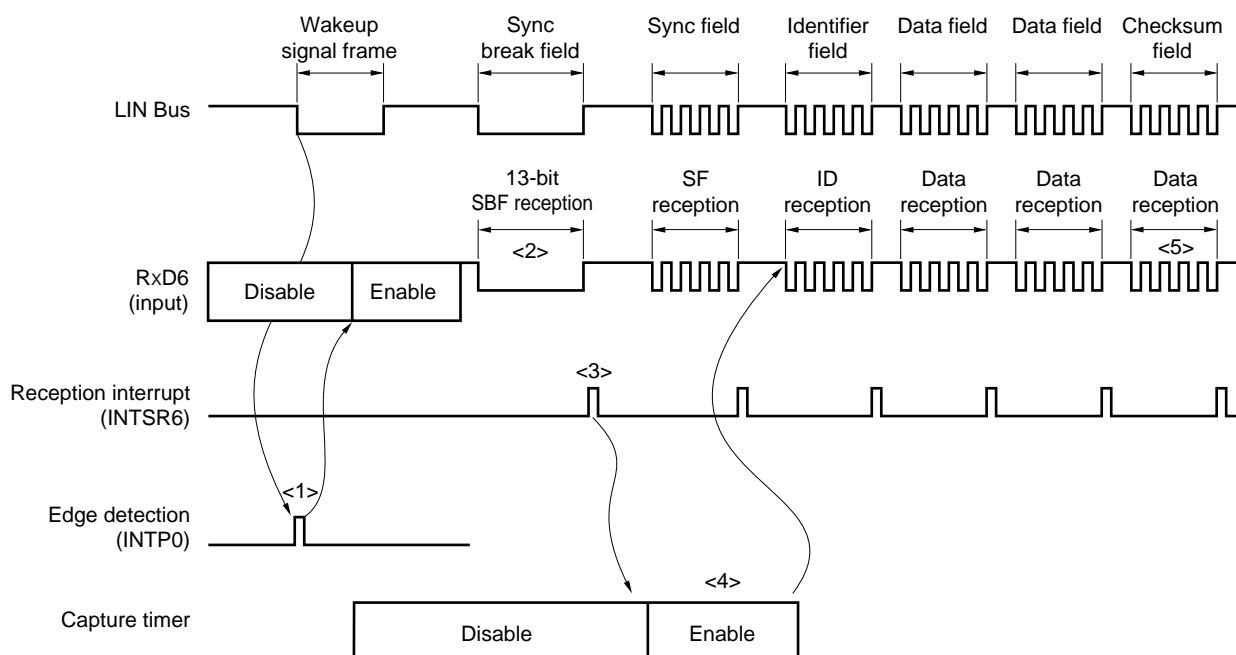 Wakeup
signal frame
Sync
break field
Sync field
Identifier
field
Data field
Data field
Checksum
field
LIN Bus
13-bit
SBF reception
SF
reception
ID
reception
Data
reception
Data
reception
Data
reception
<2>
<5>
RxD6
(input)
Disable
Enable
Reception interrupt
(INTSR6)
<3>
Edge detection
(INTP0)
<1>
Capture timer
Disable
<4>
Enable